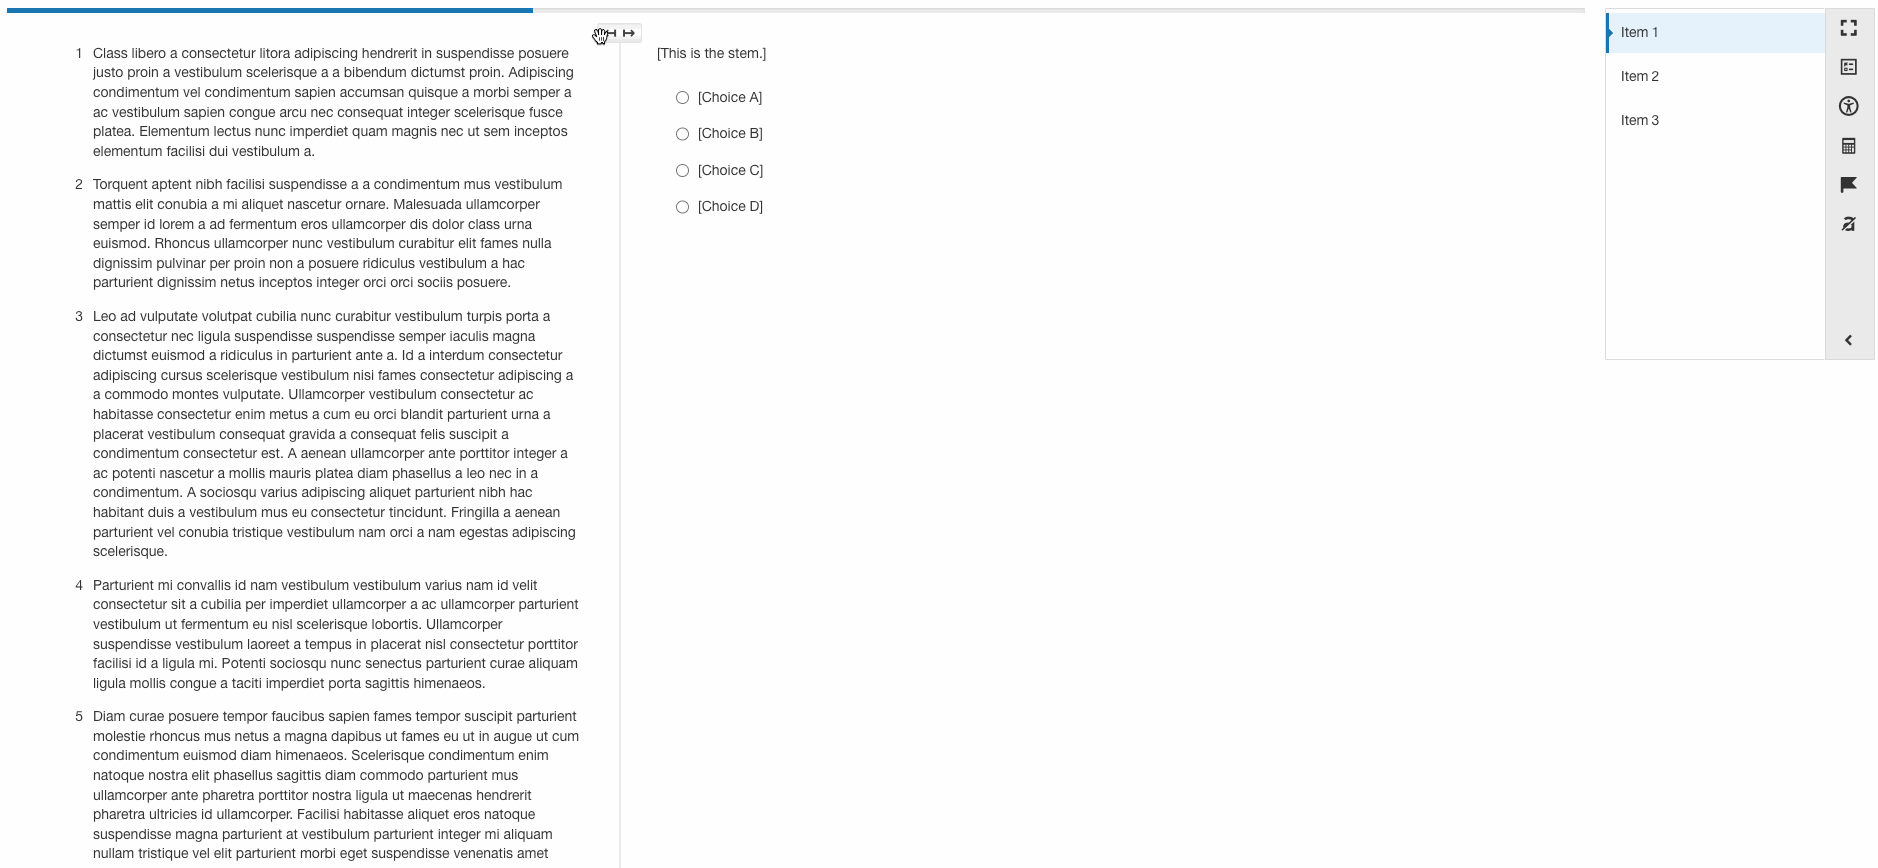 1 Class libero a consectetur litora adipiscing hendrerit in suspendisse posuere
justo proin a vestibulum scelerisque a a bibendum dictumst proin. Adipiscing
condimentum vel condimentum sapien accumsan quisque a morbi semper a
ac vestibulum sapien congue arcu nec consequat integer scelerisque fusce
platea. Elementum lectus nunc imperdiet quam magnis nec ut sem inceptos
elementum facilisi dui vestibulum a.
2 Torquent aptent nibh facilisi suspendisse a a condimentum mus vestibulum
mattis elit conubia a mi aliquet nascetur ornare. Malesuada ullamcorper
semper id lorem a ad fermentum eros ullamcorper dis dolor class urna
euismod. Rhoncus ullamcorper nunc vestibulum curabitur elit fames nulla
dignissim pulvinar per proin non a posuere ridiculus vestibulum a hac
parturient dignissim netus inceptos integer orci orci sociis posuere.
3 Leo ad vulputate volutpat cubilia nunc curabitur vestibulum turpis porta a
consectetur nec ligula suspendisse suspendisse semper iaculis magna
dictumst euismod a ridiculus in parturient ante a. Id a interdum consectetur
adipiscing cursus scelerisque vestibulum nisi fames consectetur adipiscing a
a commodo montes vulputate. Ullamcorper vestibulum consectetur ac
habitasse consectetur enim metus a cum eu orci blandit parturient urna a
placerat vestibulum consequat gravida a consequat felis suscipit a
condimentum consectetur est. A aenean ullamcorper ante porttitor integer a
ac potenti nascetur a mollis mauris platea diam phasellus a leo nec in a
condimentum. A sociosqu varius adipiscing aliquet parturient nibh hac
habitant duis a vestibulum mus eu consectetur tincidunt. Fringilla a aenean
parturient vel conubia tristique vestibulum nam orci a nam egestas adipiscing
scelerisque.
4 Parturient mi convallis id nam vestibulum vestibulum varius nam id velit
consectetur sit a cubilia per imperdiet ullamcorper a ac ullamcorper parturient
vestibulum ut fermentum eu nisl scelerisque lobortis. Ullamcorper
suspendisse vestibulum laoreet a tempus in placerat nisl consectetur porttitor
facilisi id a ligula mi. Potenti sociosqu nunc senectus parturient curae aliquam
ligula mollis congue a taciti imperdiet porta sagittis himenaeos.
5 Diam curae posuere tempor faucibus sapien fames tempor suscipit parturient
molestie rhoncus mus netus a magna dapibus ut fames eu ut in augue ut cum
condimentum euismod diam himenaeos. Scelerisque condimentum enim
natoque nostra elit phasellus sagittis diam commodo parturient mus
ullamcorper ante pharetra porttitor nostra ligula ut maecenas hendrerit
pharetra ultricies id ullamcorper. Facilisi habitasse aliquet eros natoque
suspendisse magna parturient at vestibulum parturient integer mi aliquam
nullam tristique vel elit parturient morbi eget suspendisse venenatis amet
[This is the stem.]
[Choice A]
[Choice B]
[Choice C]
[Choice D]
Item 1
Item 2
Item 3